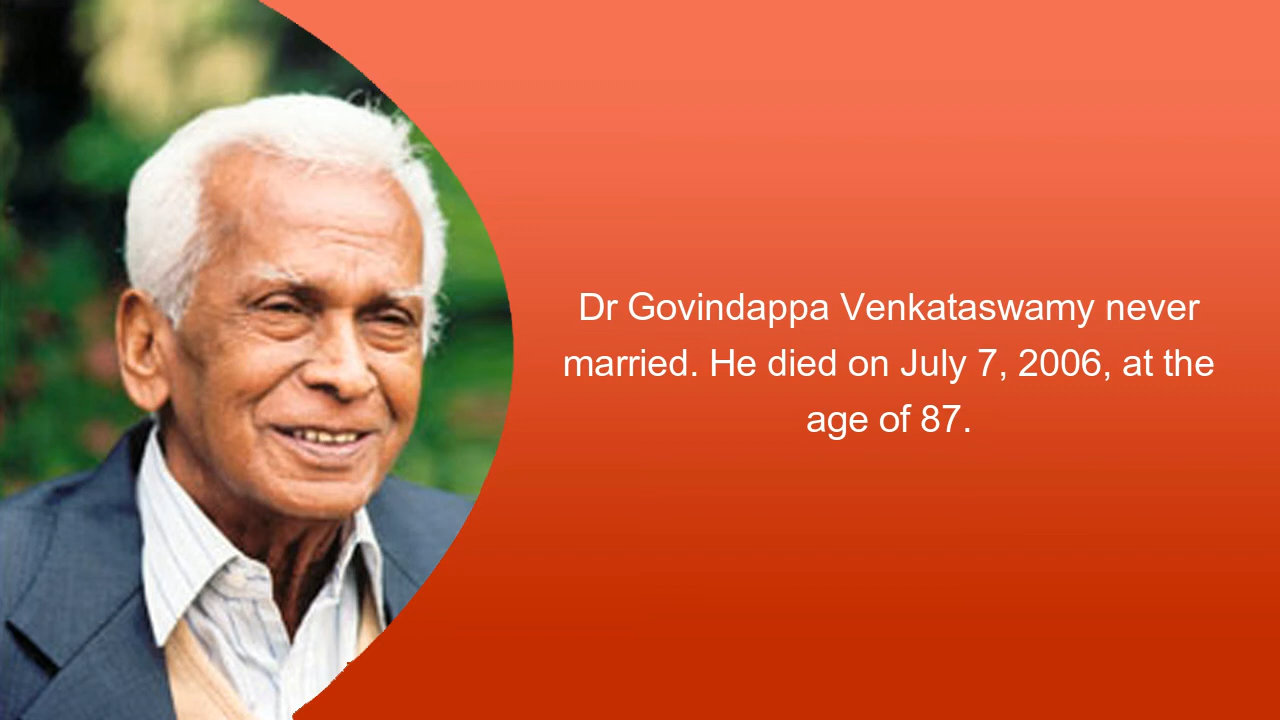 Dr Govindappa Venkataswamy never
married. He died on July 7, 2006, at the
age of 87.